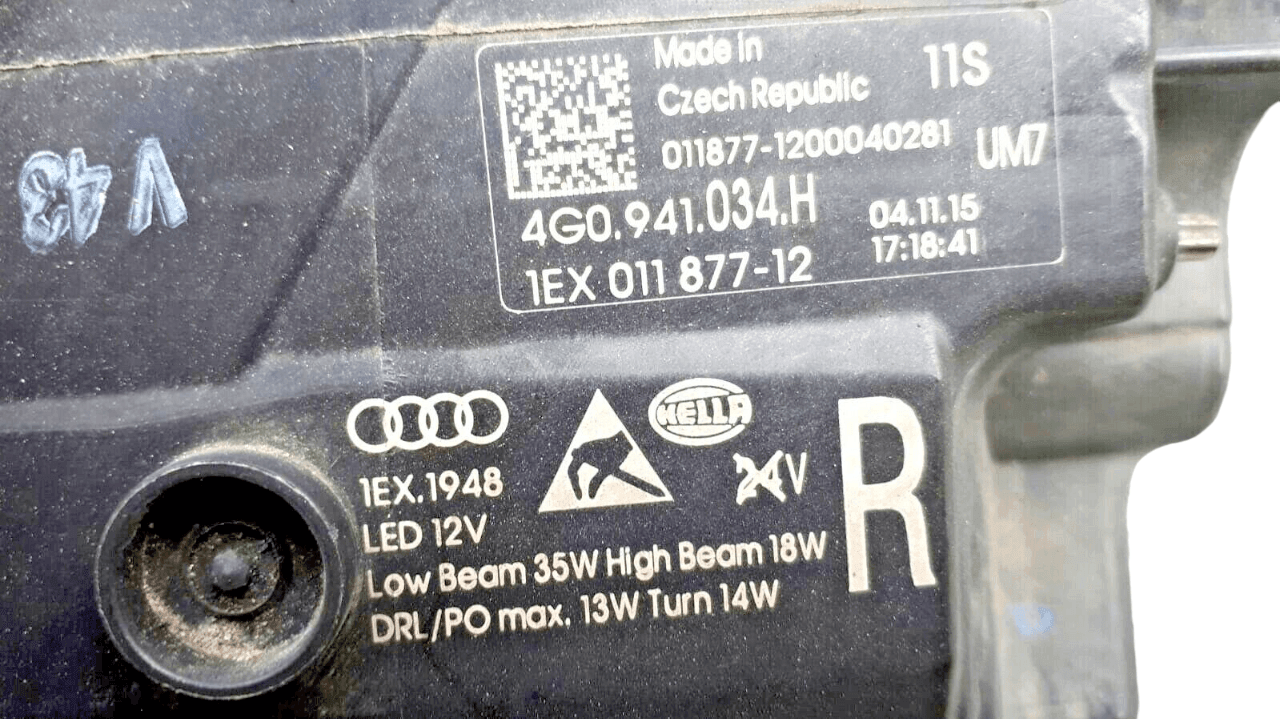 Made in
Czech Republic
11S
011877-1200040281
UM7
4G0.941.034.H
04.11.15
1EX 011 877-12
17:18:41
V 43
HELLA
1EX.1948
24V
R
LED 12V
Low Beam 35W High Beam 18W
DRL/PO max. 13W Turn 14W